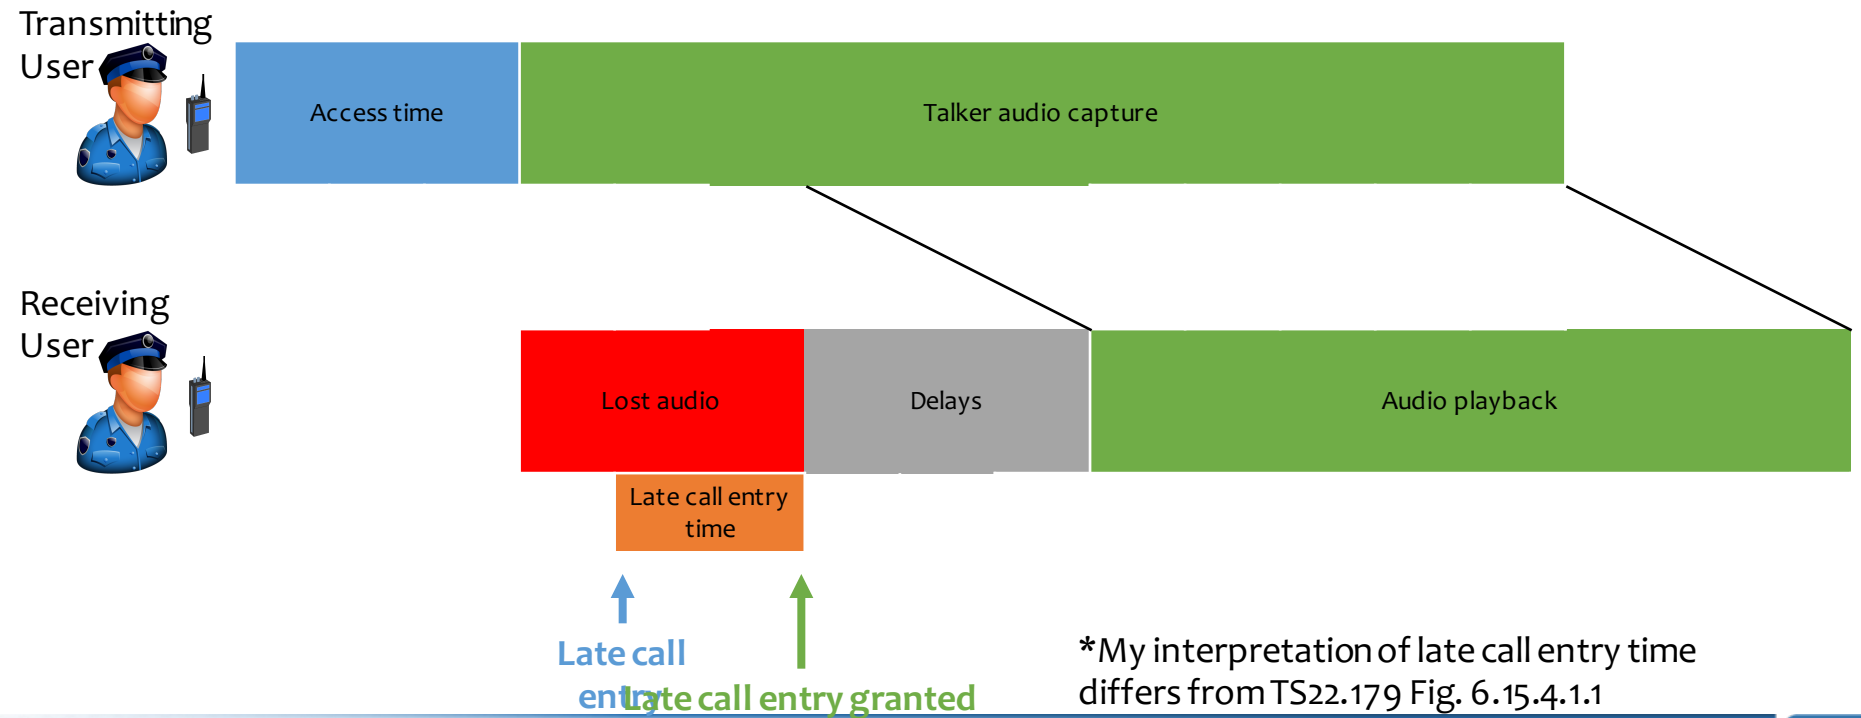 Transmitting
User
Access time
Talker audio capture
Receiving
User
Lost audio
Delays
Audio playback
Late call entry
time
Late call
entry
Late call entry granted
*My interpretation of late call entry time
differs from TS22.179 Fig. 6.15.4.1.1